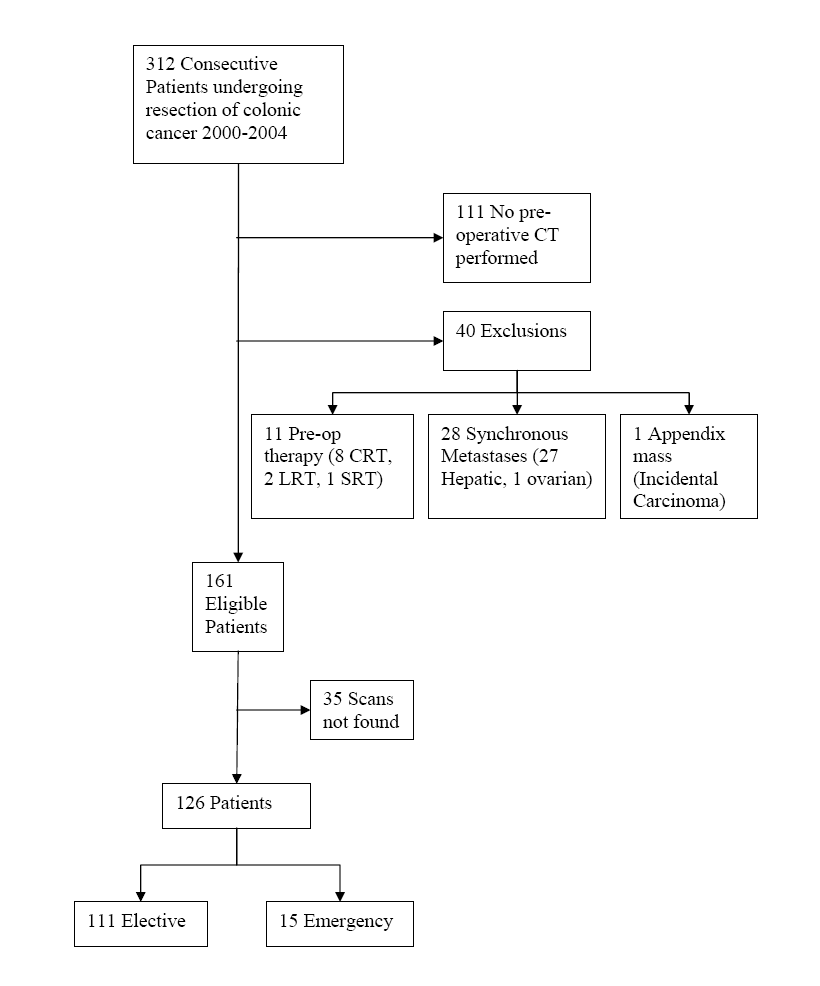 312 Consecutive
Patients undergoing
resection of colonic
cancer 2000-2004
111 No pre-
operative CT
performed
40 Exclusions
11 Pre-op
therapy (8 CRT,
2 LRT, 1 SRT)
28 Synchronous
Metastases (27
Hepatic, 1 ovarian)
1 Appendix
mass
(Incidental
Carcinoma)
161
Eligible
Patients
35 Scans
not found
126 Patients
111 Elective
15 Emergency